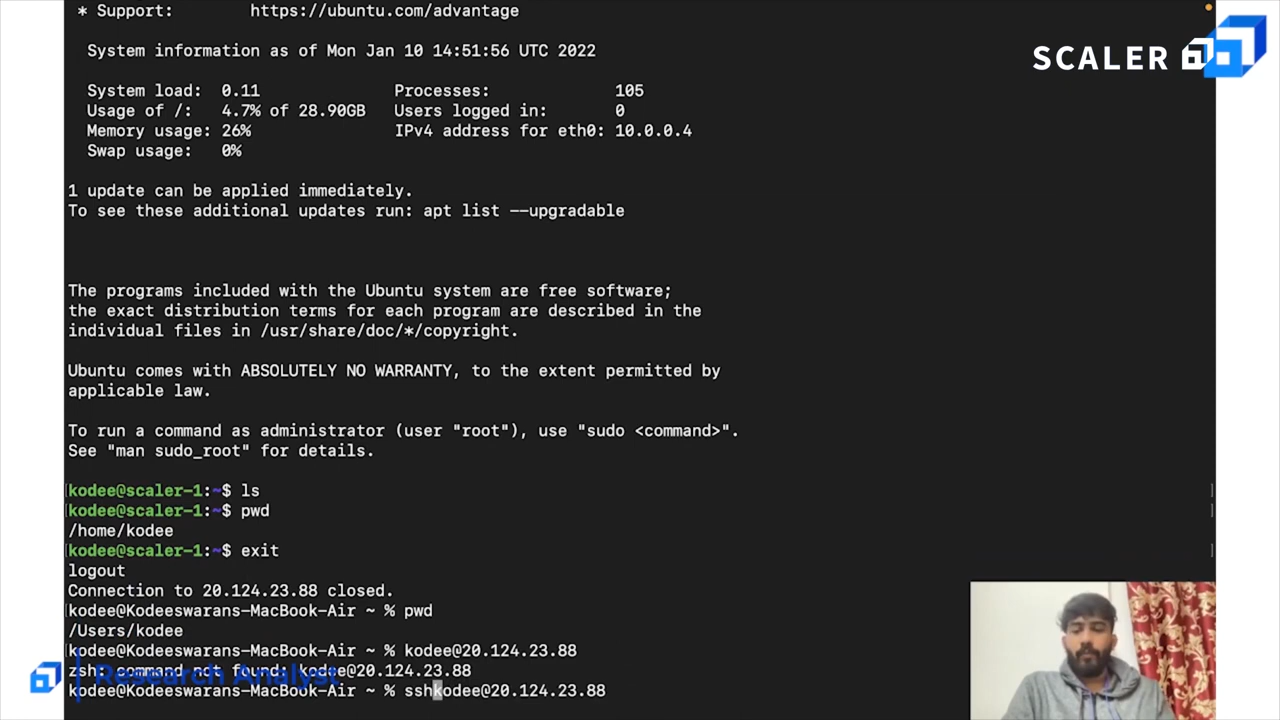 * Support:        https://ubuntu.com/advantage
SCALER
System information as of Mon Jan 10 14:51:56 UTC 2022
System load:  0.11              Processes:             105
Usage of /:   4.7% of 28.90GB   Users logged in:       0
Memory usage: 26%               IPv4 address for eth0: 10.0.0.4
Swap usage:   0%
1 update can be applied immediately.
To see these additional updates run: apt list --upgradable
The programs included with the Ubuntu system are free software;
the exact distribution terms for each program are described in the
individual files in /usr/share/doc/*/copyright.
Ubuntu comes with ABSOLUTELY NO WARRANTY, to the extent permitted by
applicable law.
To run a command as administrator (user "root"), use "sudo <command>".
See "man sudo_root" for details.
kodee@scaler-1:~$ ls
kodee@scaler-1:~$ pwd
/home/kodee
kodee@scaler-1:~$ exit
logout
Connection to 20.124.23.88 closed.
kodee@Kodeeswarans-MacBook-Air ~ % pwd
/Users/kodee
kodee@Kodeeswarans-MacBook-Air ~ % kodee@20.124.23.88
zsh: command not found: kodee@20.124.23.88
Research Analyst
kodee@Kodeeswarans-MacBook-Air ~ % sshkodee@20.124.23.88